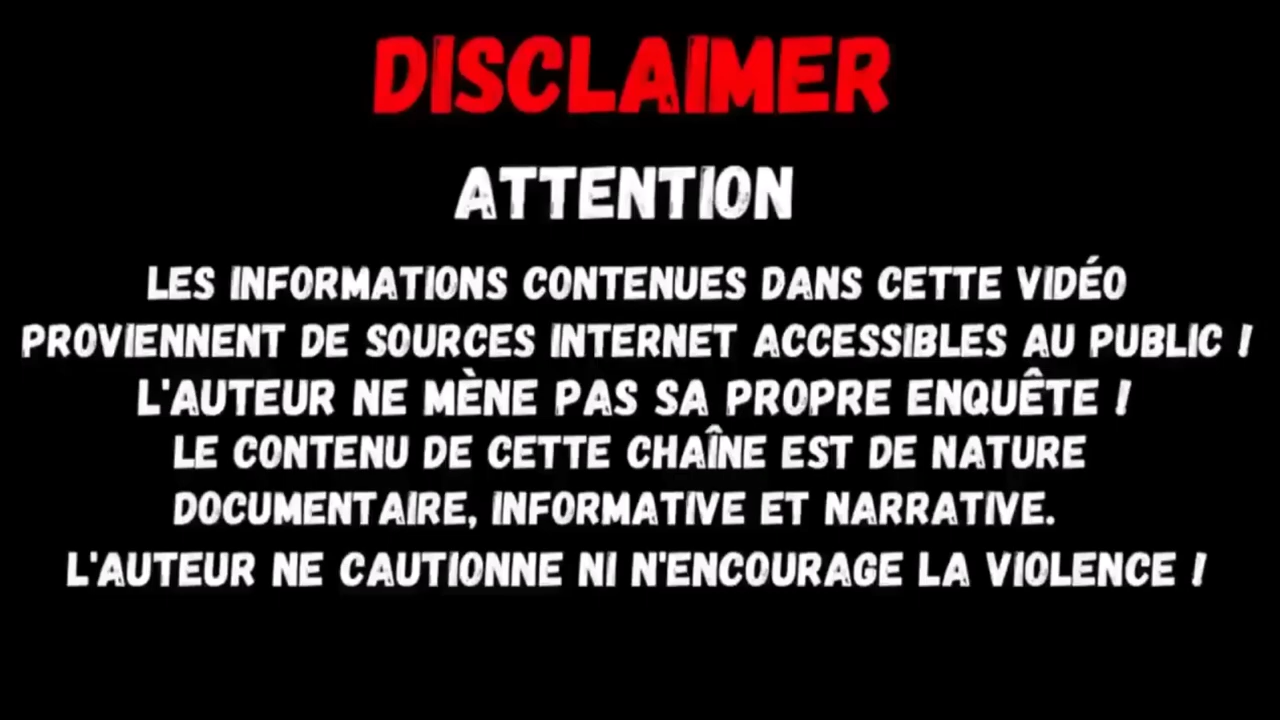 DISCLAIMER
ATTENTION
LES INFORMATIONS CONTENUES DANS CETTE VIDÉO
PROVIENNENT DE SOURCES INTERNET ACCESSIBLES AU PUBLIC !
L'AUTEUR NE MÈNE PAS SA PROPRE ENQUÊTE !
LE CONTENU DE CETTE CHAÎNE EST DE NATURE
DOCUMENTAIRE, INFORMATIVE ET NARRATIVE.
L'AUTEUR NE CAUTIONNE NI N'ENCOURAGE LA VIOLENCE !